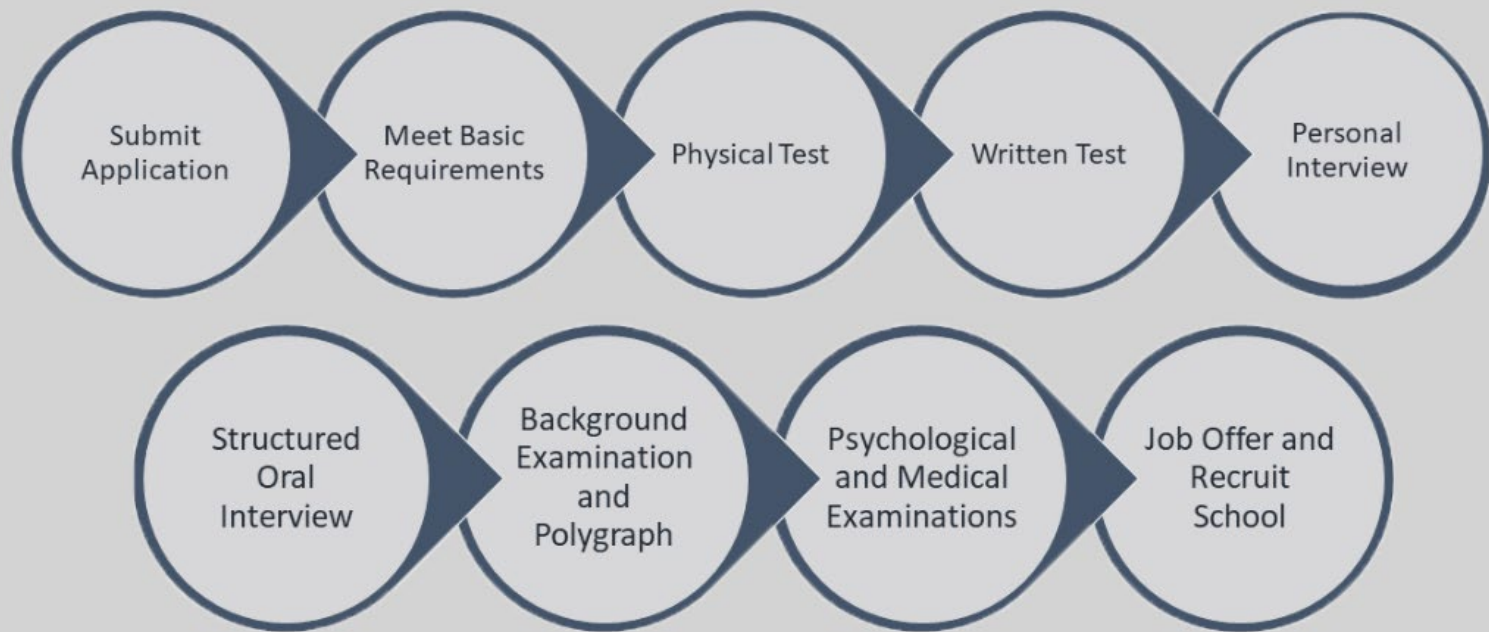 Submit
Application
Meet Basic
Requirements
Physical Test
Written Test
Personal
Interview
Structured
Oral
Interview
Background
Examination
and
Polygraph
Psychological
and Medical
Examinations
Job Offer and
Recruit
School